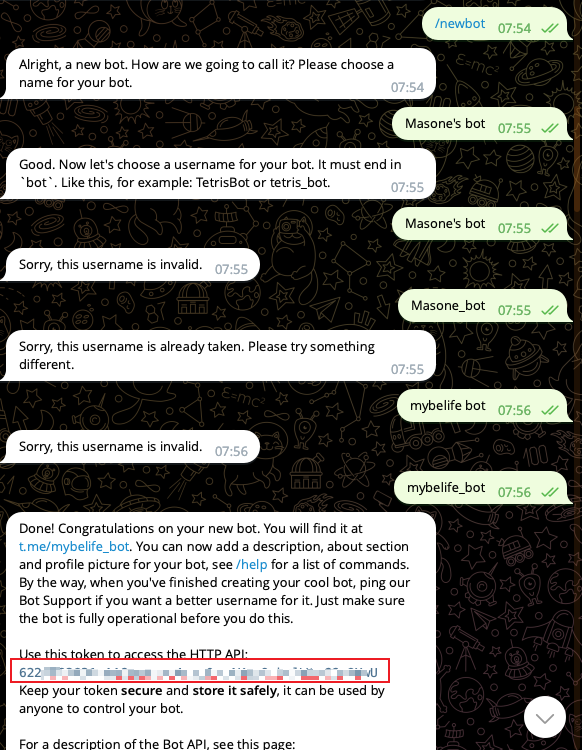 /newbot 07:54
Alright, a new bot. How are we going to call it? Please choose a
name for your bot.
07:54
Masone's bot 07:55
Good. Now let's choose a username for your bot. It must end in
`bot`. Like this, for example: TetrisBot or tetris_bot.
07:55
Masone's bot 07:55
Sorry, this username is invalid. 07:55
Masone_bot 07:55
Sorry, this username is already taken. Please try something
different.
07:55
mybelife bot 07:56
Sorry, this username is invalid. 07:56
mybelife_bot 07:56
Done! Congratulations on your new bot. You will find it at
t.me/mybelife_bot. You can now add a description, about section
and profile picture for your bot, see /help for a list of commands.
By the way, when you've finished creating your cool bot, ping our
Bot Support if you want a better username for it. Just make sure
the bot is fully operational before you do this.
Use this token to access the HTTP API:
Keep your token secure and store it safely, it can be used by
anyone to control your bot.
For a description of the Bot API, see this page: